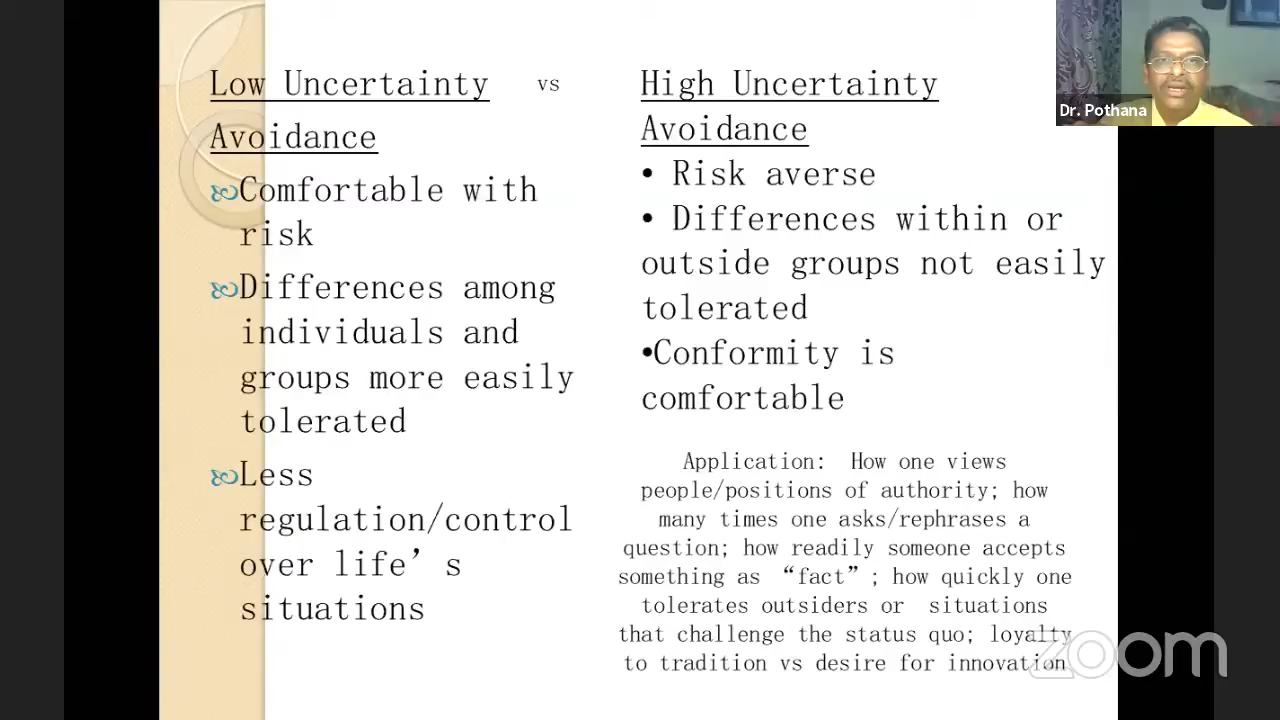 Low Uncertainty vs
Avoidance
Comfortable with
risk
Differences among
individuals and
groups more easily
tolerated
Less
regulation/control
over life’s
situations
High Uncertainty
Avoidance
• Risk averse
• Differences within or
outside groups not easily
tolerated
•Conformity is
comfortable
Application: How one views
people/positions of authority; how
many times one asks/rephrases a
question; how readily someone accepts
something as “fact”; how quickly one
tolerates outsiders or situations
that challenge the status quo; loyalty
to tradition vs desire for innovation
Dr. Pothana
zoom